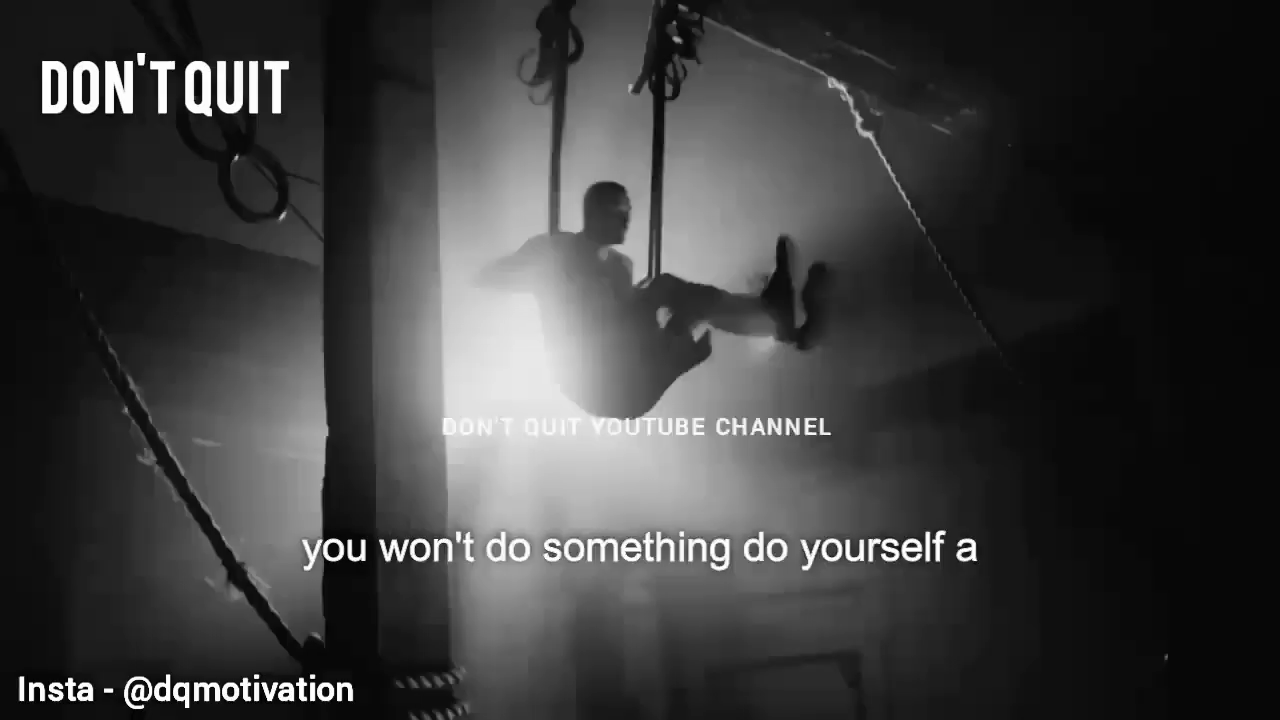 DON'T QUIT
DON'T QUIT YOUTUBE CHANNEL
you won't do something do yourself a
Insta - @dqmotivation